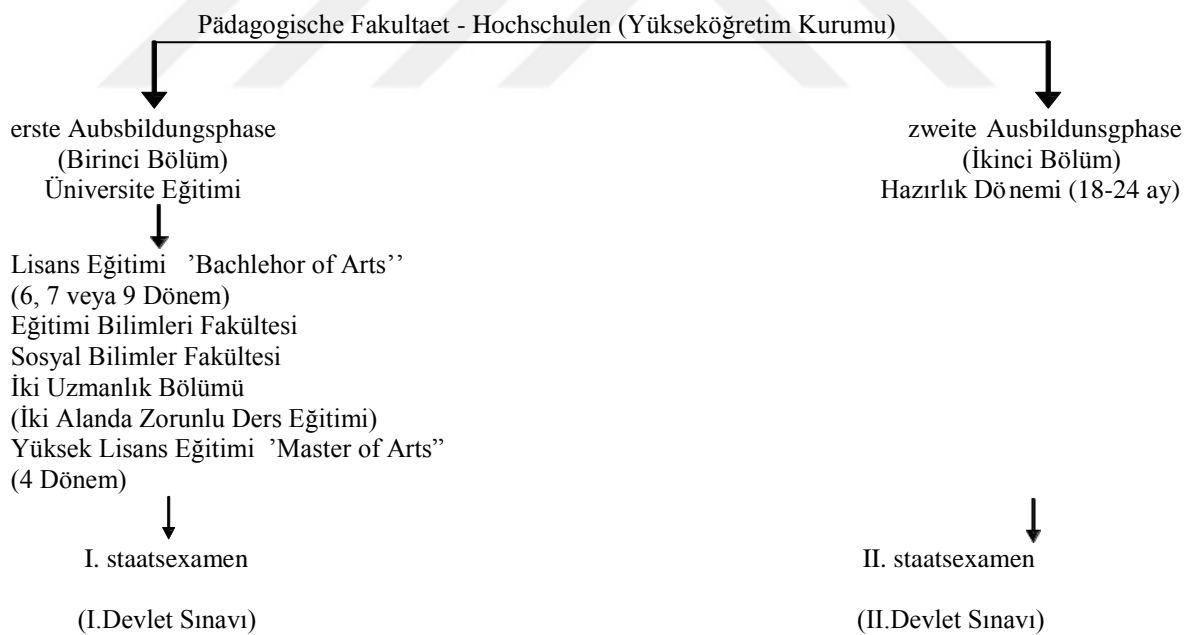 Pädagogische Fakultaet - Hochschulen (Yükseköğretim Kurumu)
erste Aubsbildungsphase
(Birinci Bölüm)
Üniversite Eğitimi
zweite Ausbildunsgphase
(İkinci Bölüm)
Hazırlık Dönemi (18-24 ay)
Lisans Eğitimi ’Bachlehor of Arts’’
(6, 7 veya 9 Dönem)
Eğitimi Bilimleri Fakültesi
Sosyal Bilimler Fakültesi
İki Uzmanlık Bölümü
(İki Alanda Zorunlu Ders Eğitimi)
Yüksek Lisans Eğitimi ’Master of Arts”
(4 Dönem)
I. staatsexamen
(I.Devlet Sınavı)
II. staatsexamen
(II.Devlet Sınavı)